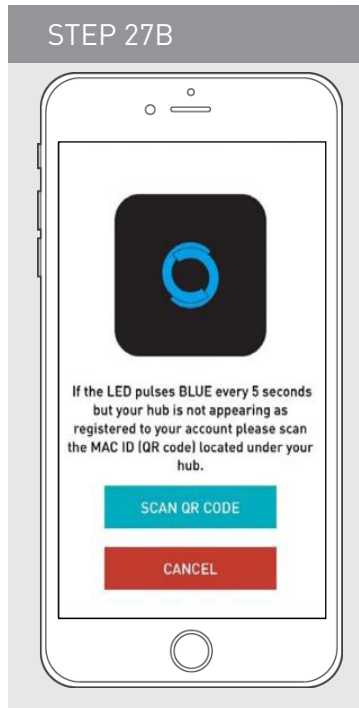 STEP 27B
If the LED pulses BLUE every 5 seconds
but your hub is not appearing as
registered to your account please scan
the MAC ID (QR code) located under your
hub.
SCAN QR CODE
CANCEL